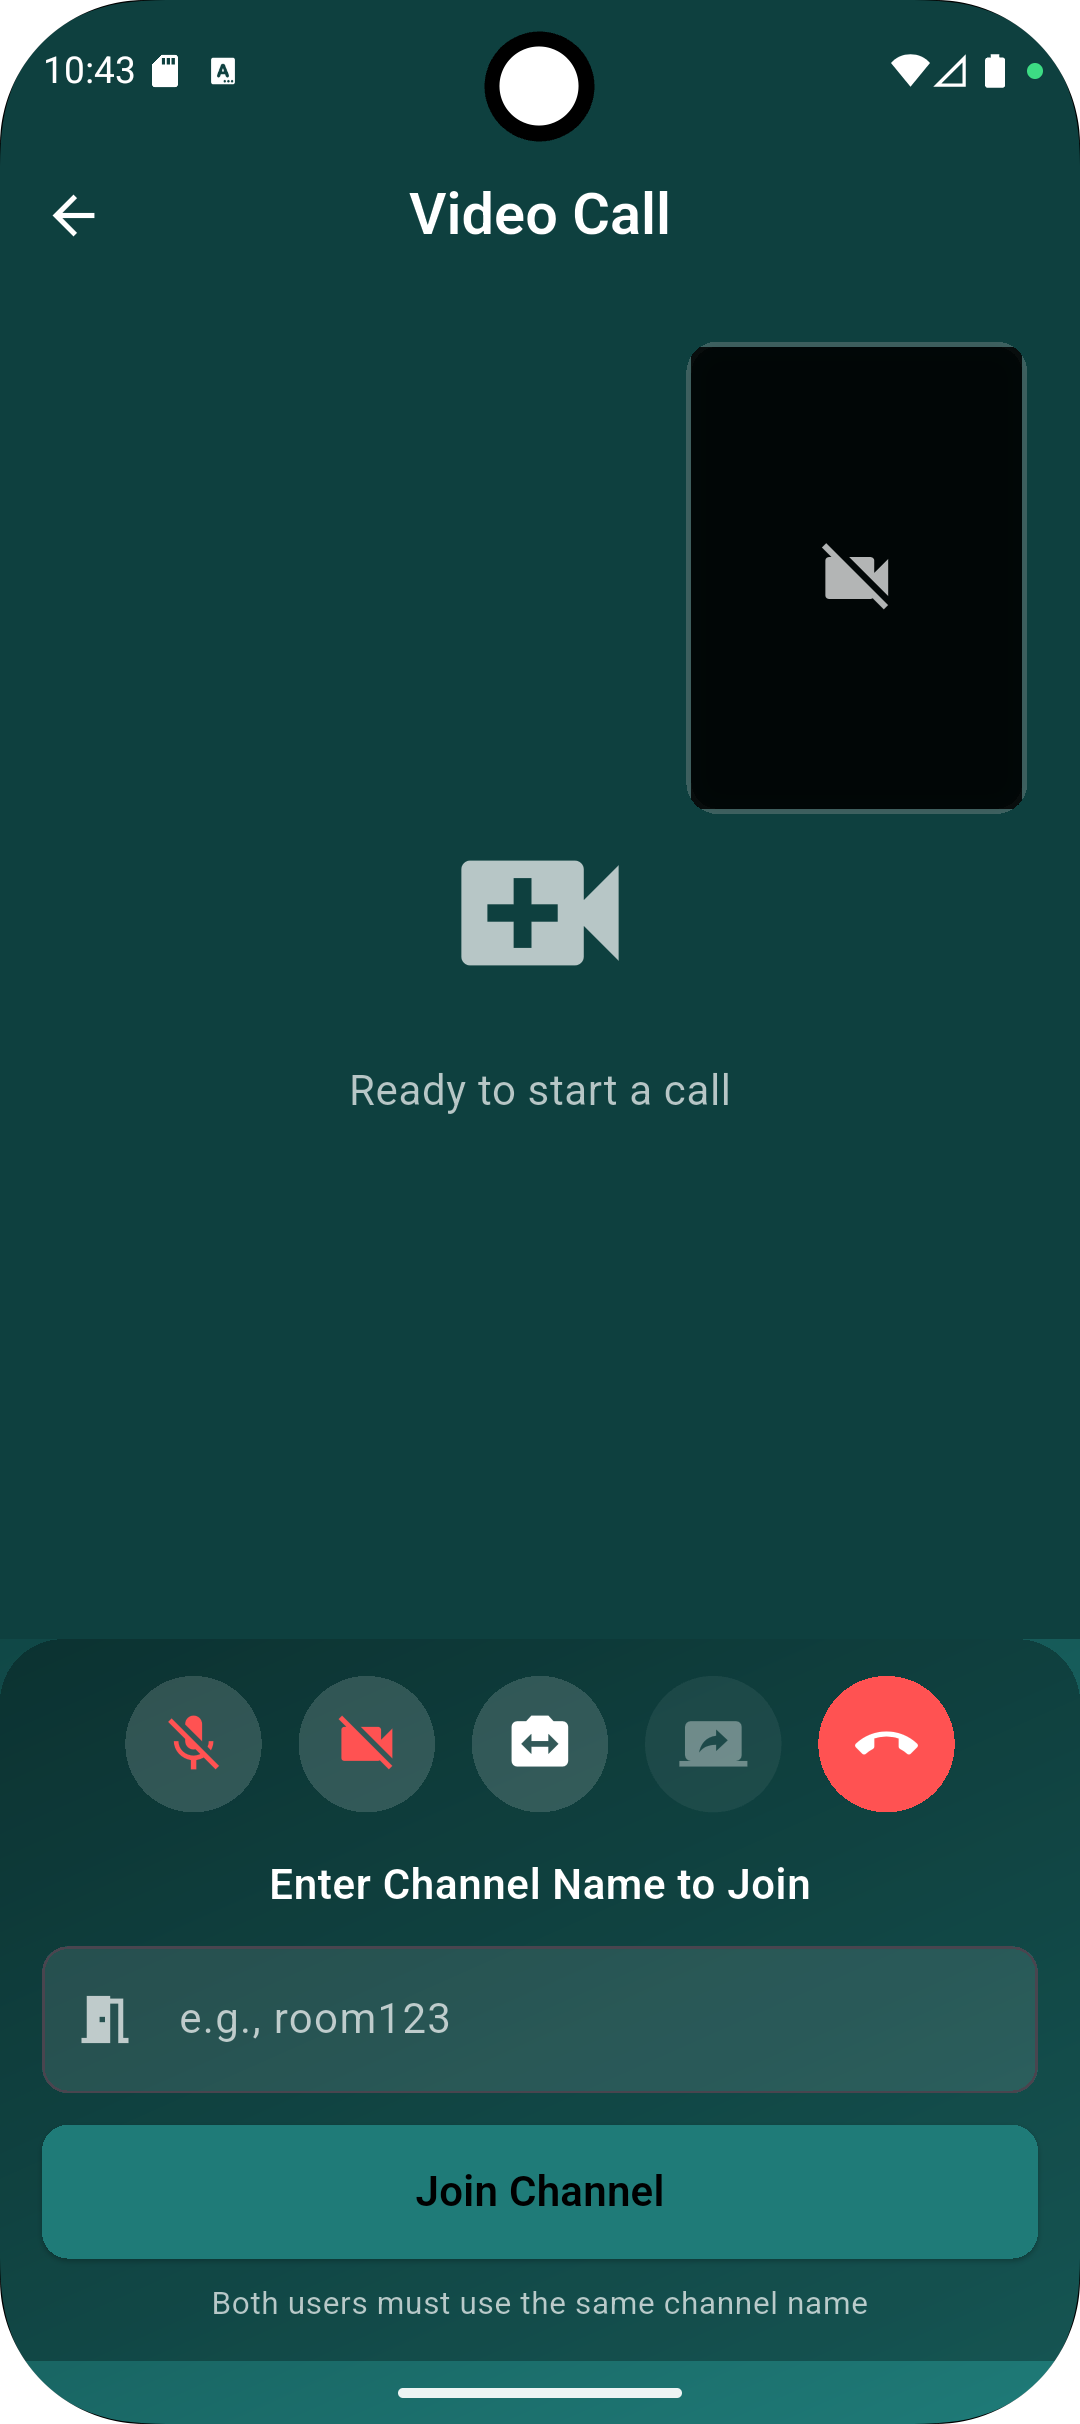 10:43
Video Call
Ready to start a call
Enter Channel Name to Join
e.g., room123
Join Channel
Both users must use the same channel name